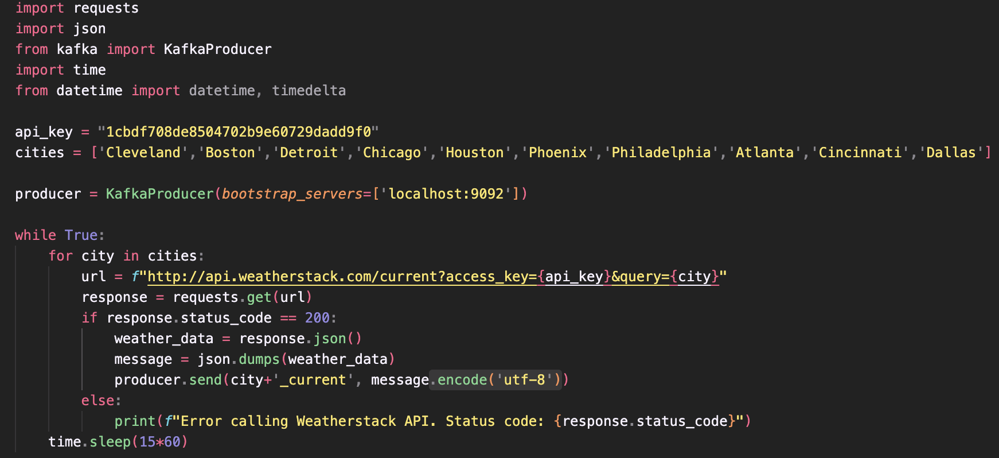 import requests
import json
from kafka import KafkaProducer
import time
from datetime import datetime, timedelta
api_key = "1cbdf708de8504702b9e60729dadd9f0"
cities = ['Cleveland','Boston','Detroit','Chicago','Houston','Phoenix','Philadelphia','Atlanta','Cincinnati','Dallas']
producer = KafkaProducer(bootstrap_servers=['localhost:9092'])
while True:
    for city in cities:
        url = f"http://api.weatherstack.com/current?access_key={api_key}&query={city}"
        response = requests.get(url)
        if response.status_code == 200:
            weather_data = response.json()
            message = json.dumps(weather_data)
            producer.send(city+'_current', message.encode('utf-8'))
        else:
            print(f"Error calling Weatherstack API. Status code: {response.status_code}")
    time.sleep(15*60)